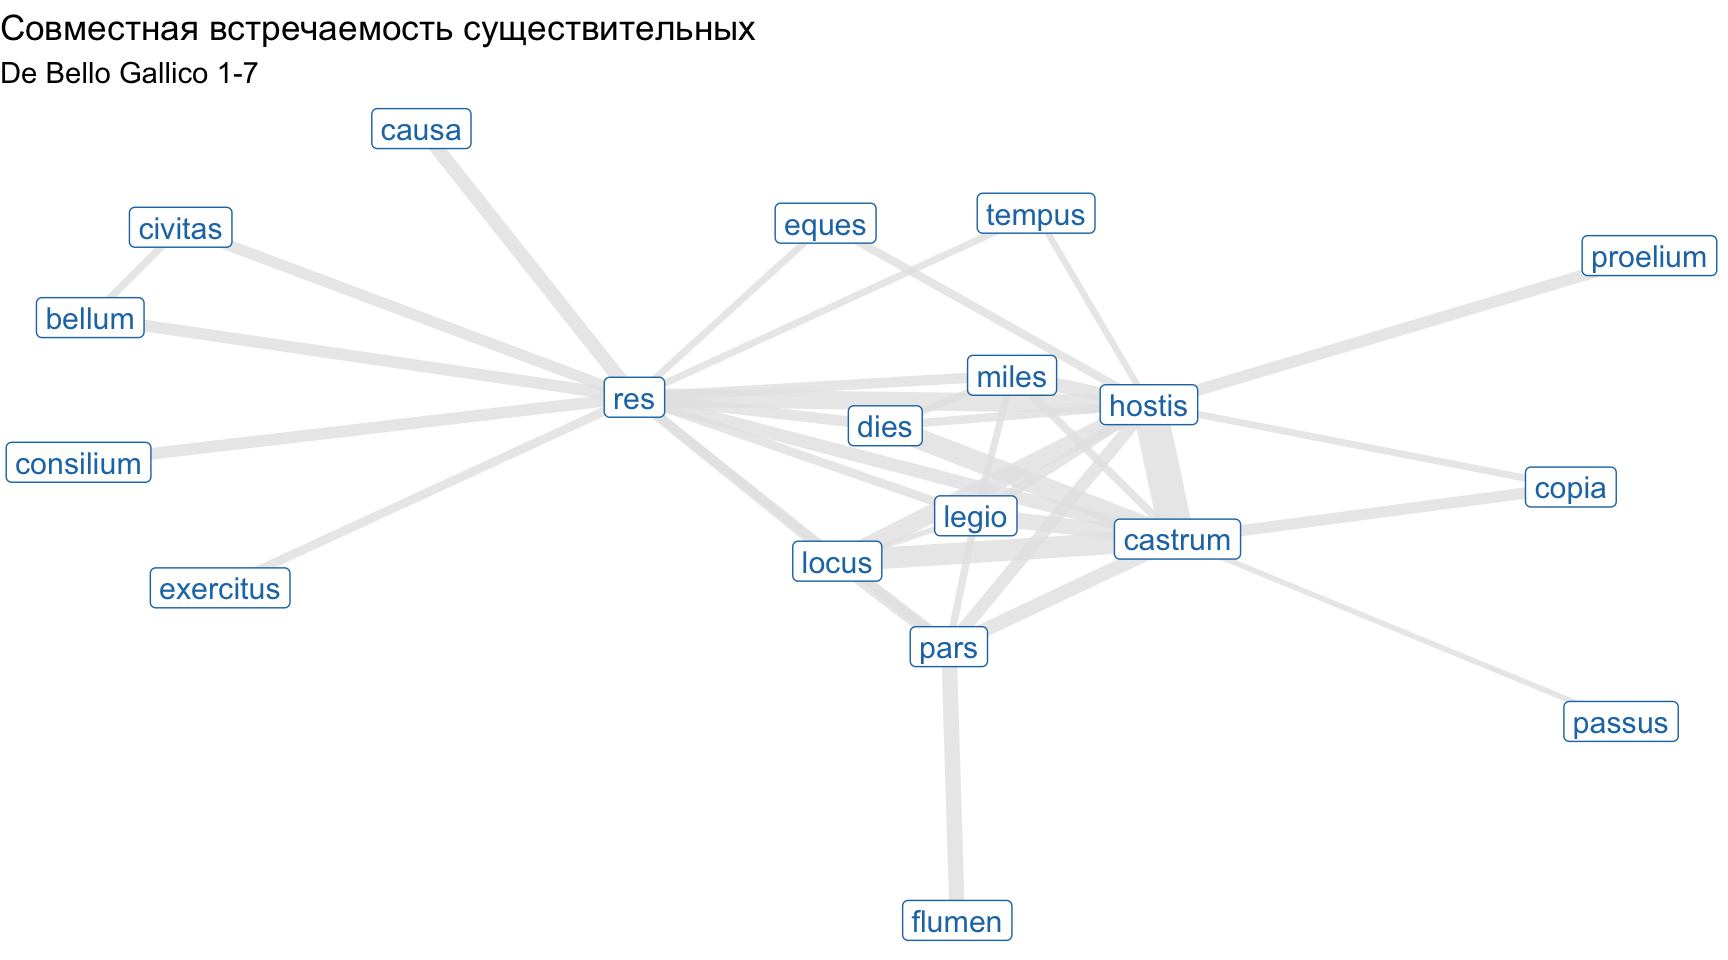 Совместная встречаемость существительных
De Bello Gallico 1-7
causa
civitas
eques
tempus
proelium
bellum
miles
res
hostis
dies
consilium
copia
legio
castrum
locus
exercitus
pars
passus
flumen